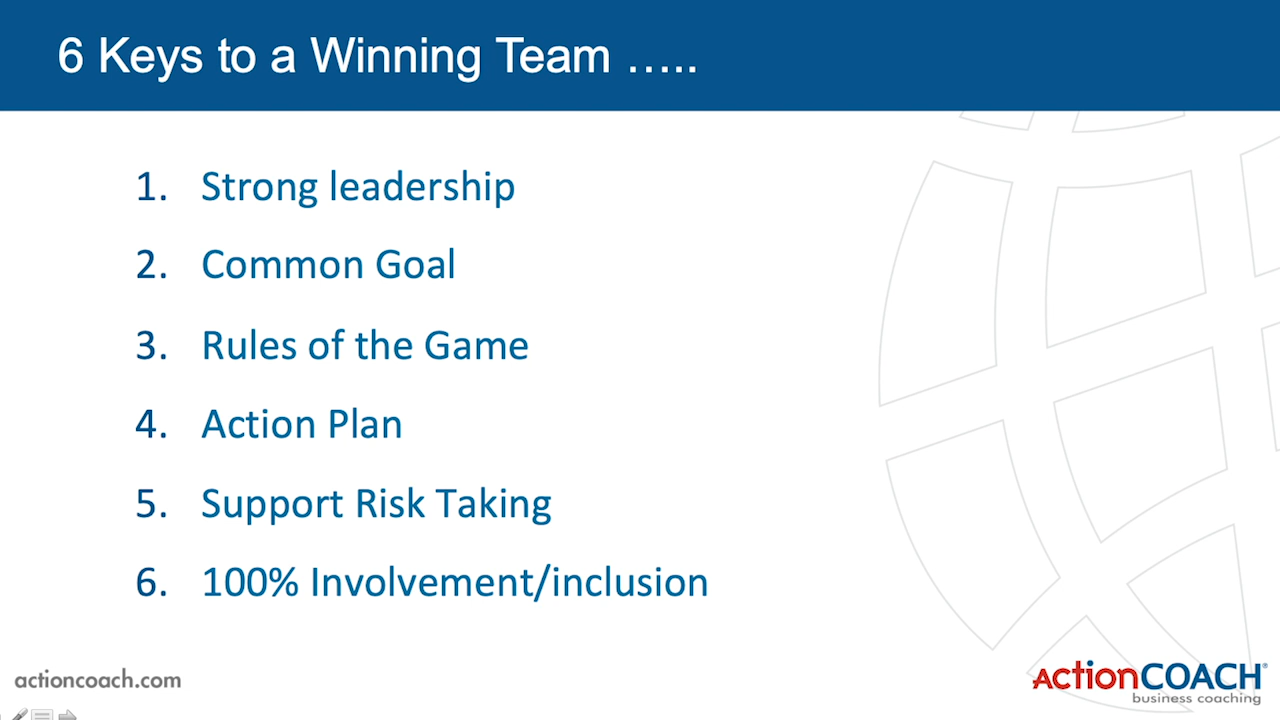 6 Keys to a Winning Team …..
1. Strong leadership
2. Common Goal
3. Rules of the Game
4. Action Plan
5. Support Risk Taking
6. 100% Involvement/inclusion
actioncoach.com
ActionCOACH®
business coaching